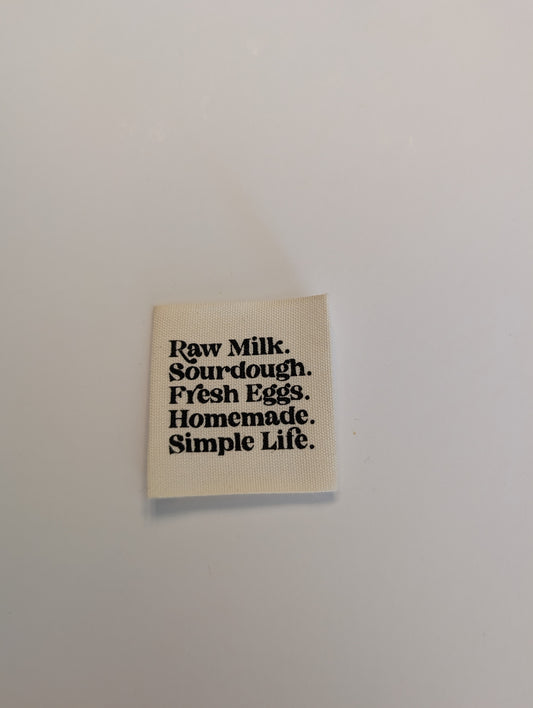 Raw Milk.
Sourdough.
Fresh Eggs.
Homemade.
Simple Life.